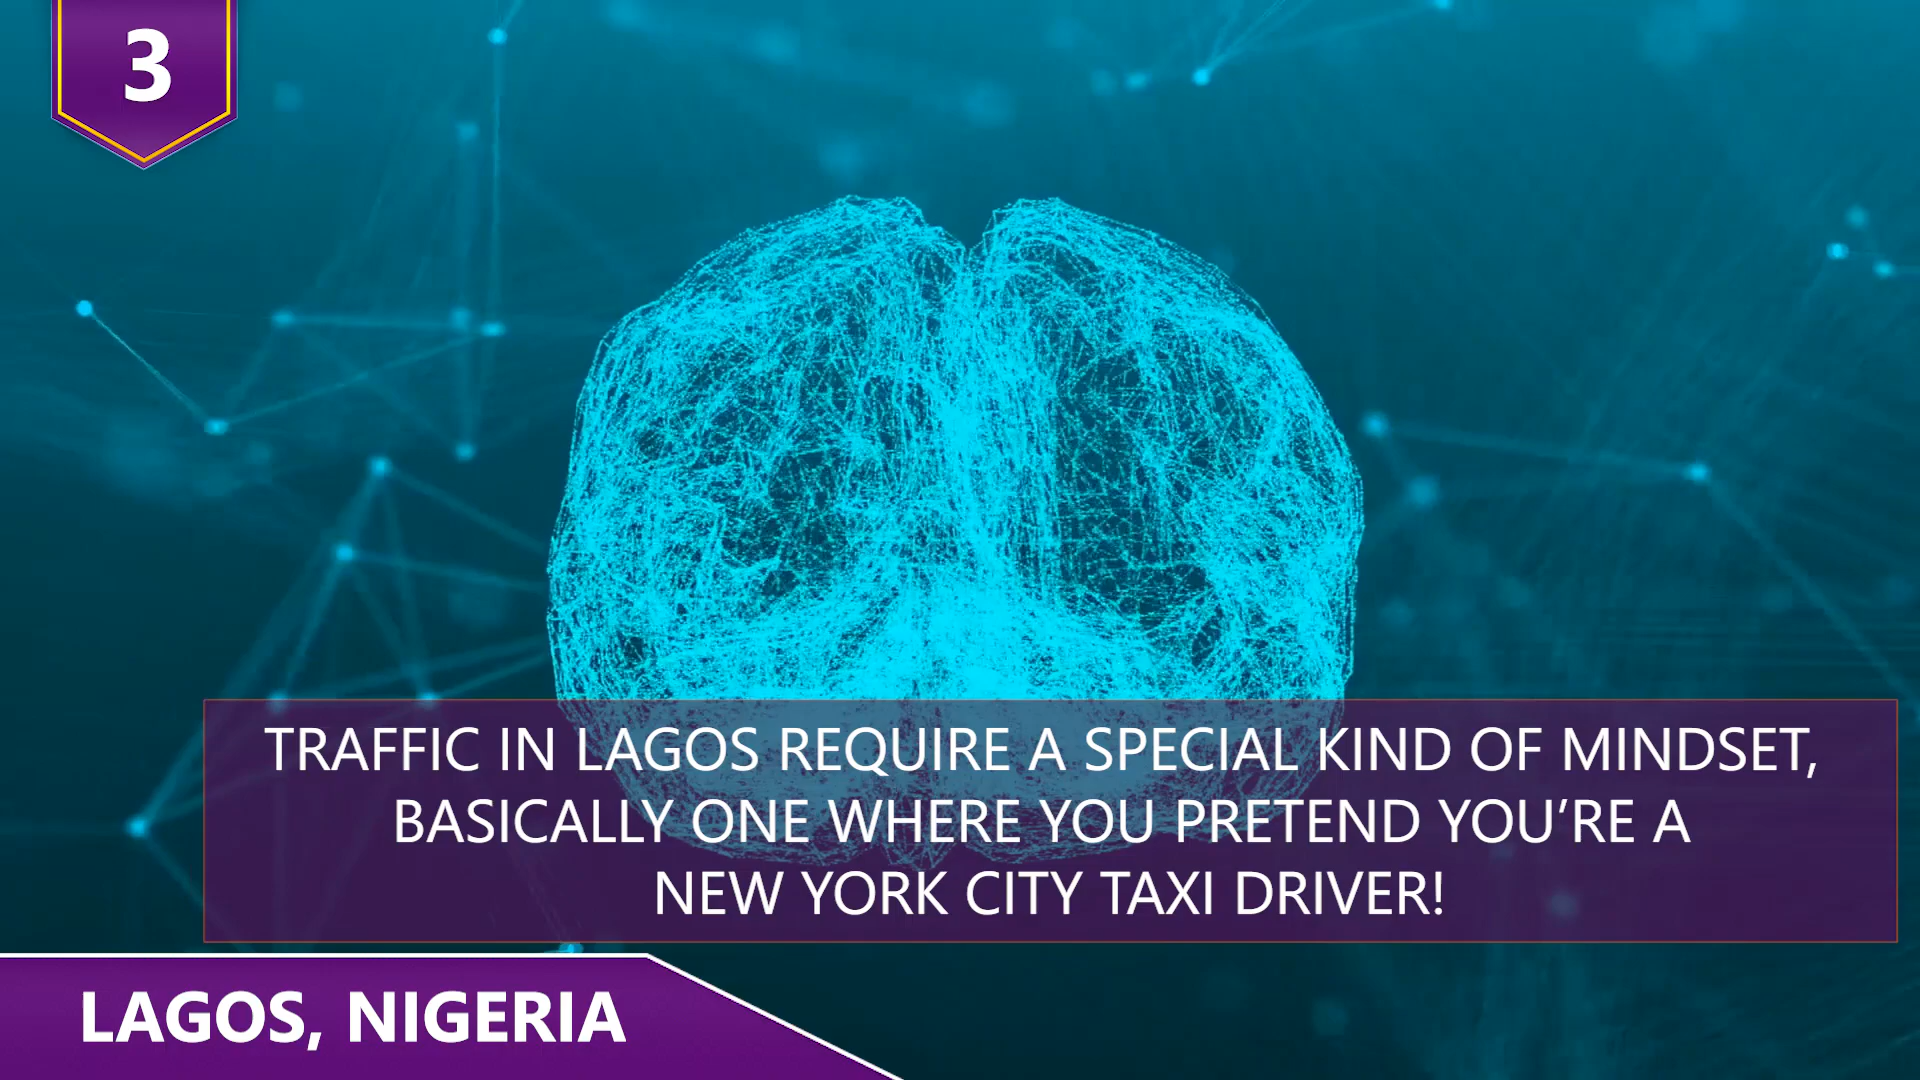 3
TRAFFIC IN LAGOS REQUIRE A SPECIAL KIND OF MINDSET,
BASICALLY ONE WHERE YOU PRETEND YOU’RE A
NEW YORK CITY TAXI DRIVER!
LAGOS, NIGERIA